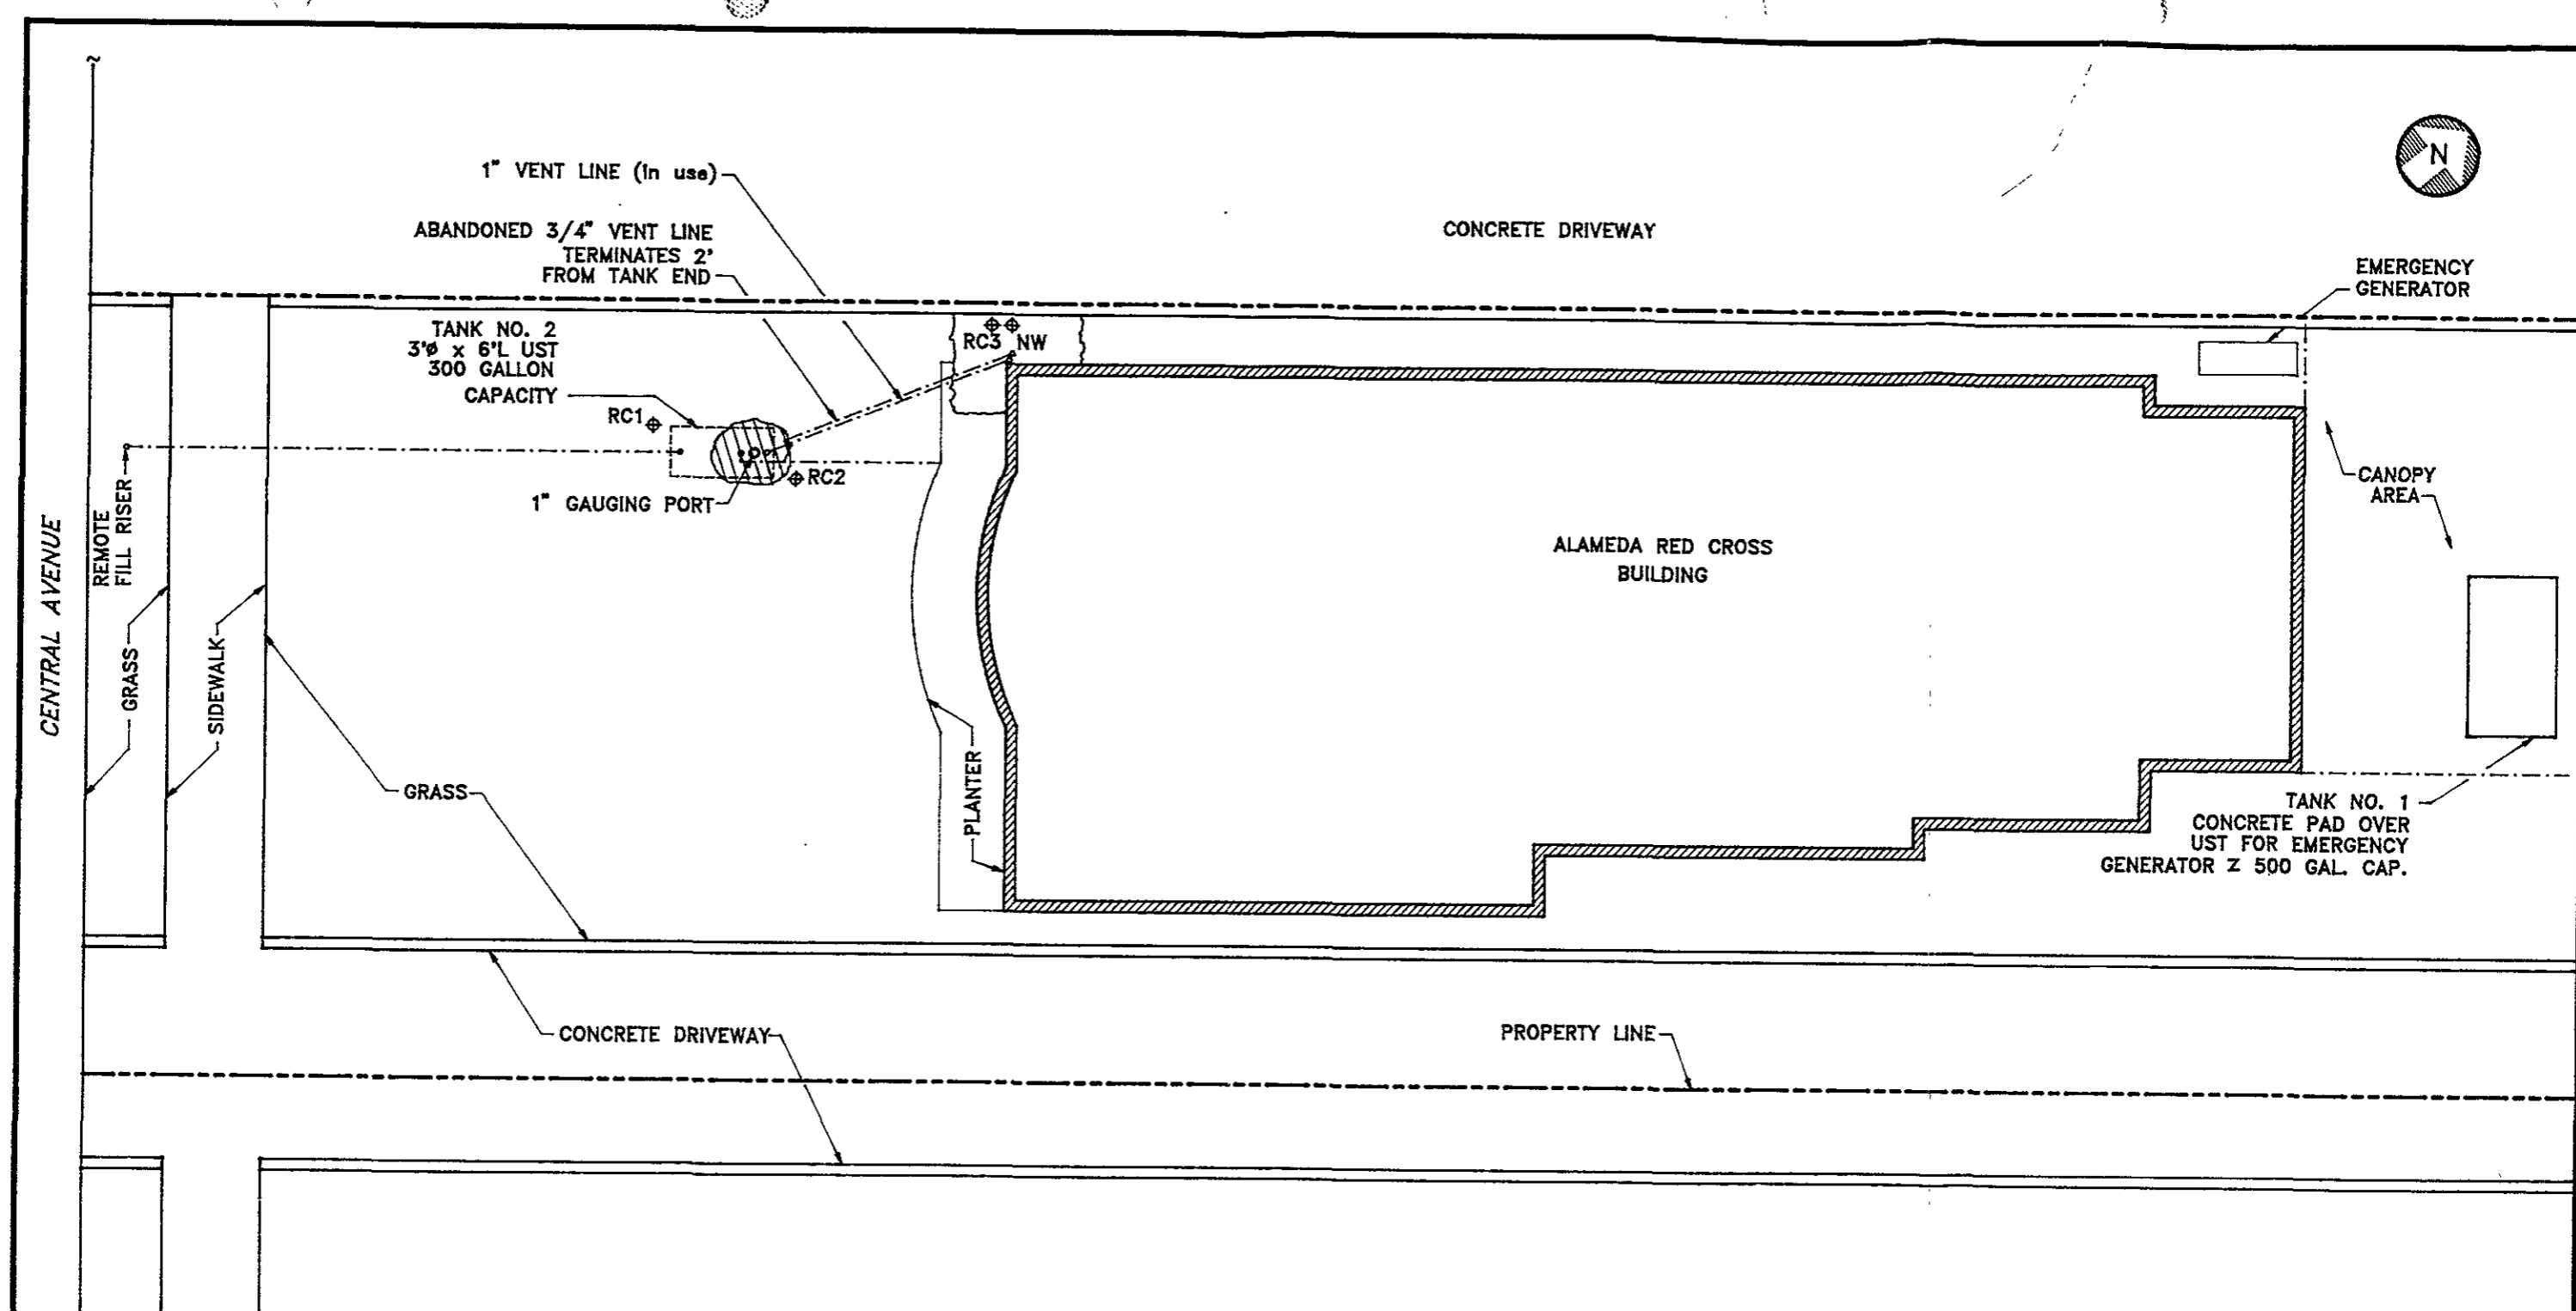 1" VENT LINE (in use)
ABANDONED 3/4" VENT LINE
TERMINATES 2'
FROM TANK END
CONCRETE DRIVEWAY
N
EMERGENCY
GENERATOR
TANK NO. 2
3'ø x 6'L UST
300 GALLON
CAPACITY
RC3
NW
RC1
RC2
1" GAUGING PORT
CANOPY
AREA
CENTRAL AVENUE
REMOTE
FILL RISER
GRASS
SIDEWALK
ALAMEDA RED CROSS
BUILDING
GRASS
PLANTER
TANK NO. 1
CONCRETE PAD OVER
UST FOR EMERGENCY
GENERATOR Z 500 GAL. CAP.
CONCRETE DRIVEWAY
PROPERTY LINE